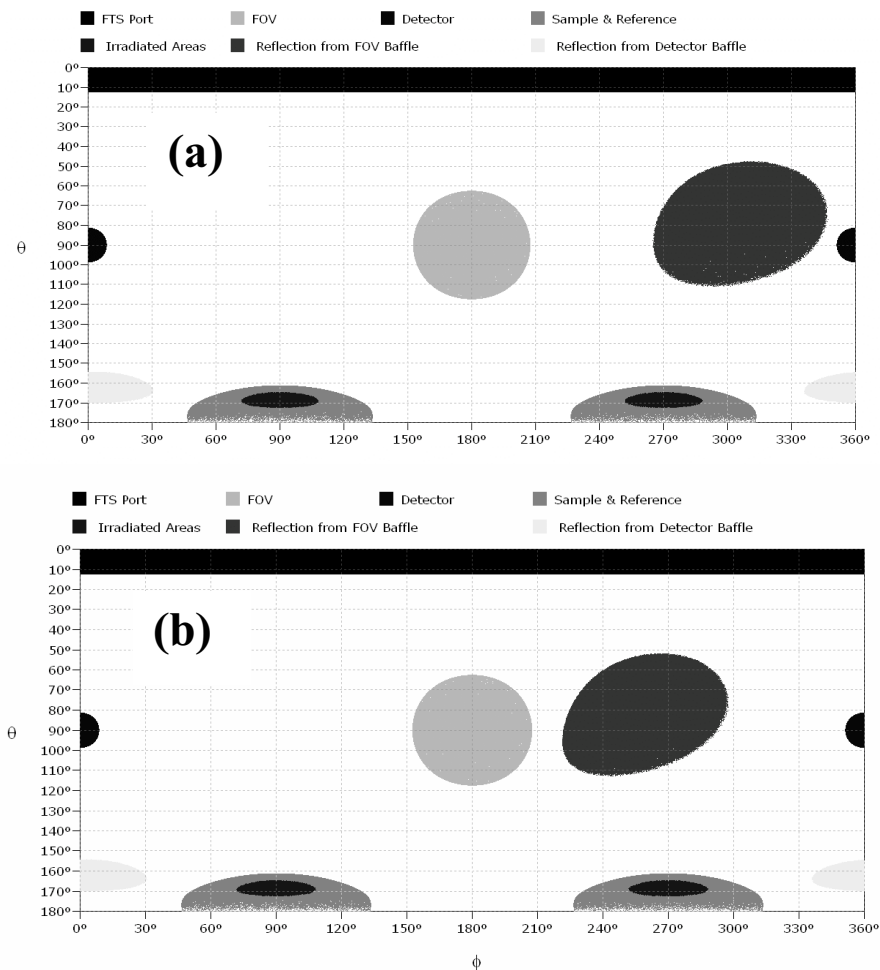 FTS Port FOV Detector Sample & Reference
Irradiated Areas Reflection from FOV Baffle Reflection from Detector Baffle
(a)
θ
0º
10º
20º
30º
40º
50º
60º
70º
80º
90º
100º
110º
120º
130º
140º
150º
160º
170º
180º
0º 30º 60º 90º 120º 150º 180º 210º 240º 270º 300º 330º 360º
FTS Port FOV Detector Sample & Reference
Irradiated Areas Reflection from FOV Baffle Reflection from Detector Baffle
(b)
θ
0º
10º
20º
30º
40º
50º
60º
70º
80º
90º
100º
110º
120º
130º
140º
150º
160º
170º
180º
0º 30º 60º 90º 120º 150º 180º 210º 240º 270º 300º 330º 360º
ϕ